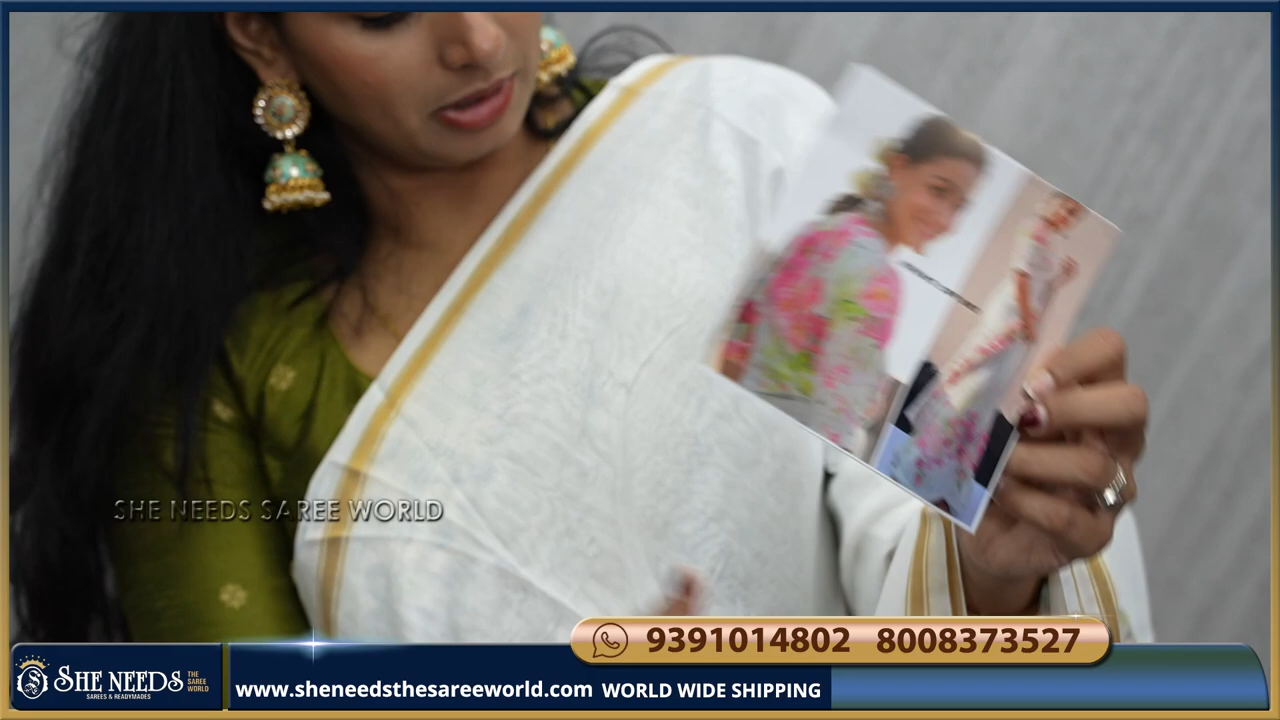 SHE NEEDS SAREE WORLD
9391014802 8008373527
SHE NEEDS
THE
SAREE
WORLD
SAREES & READYMADES
www.sheneedsthesareeworld.com WORLD WIDE SHIPPING